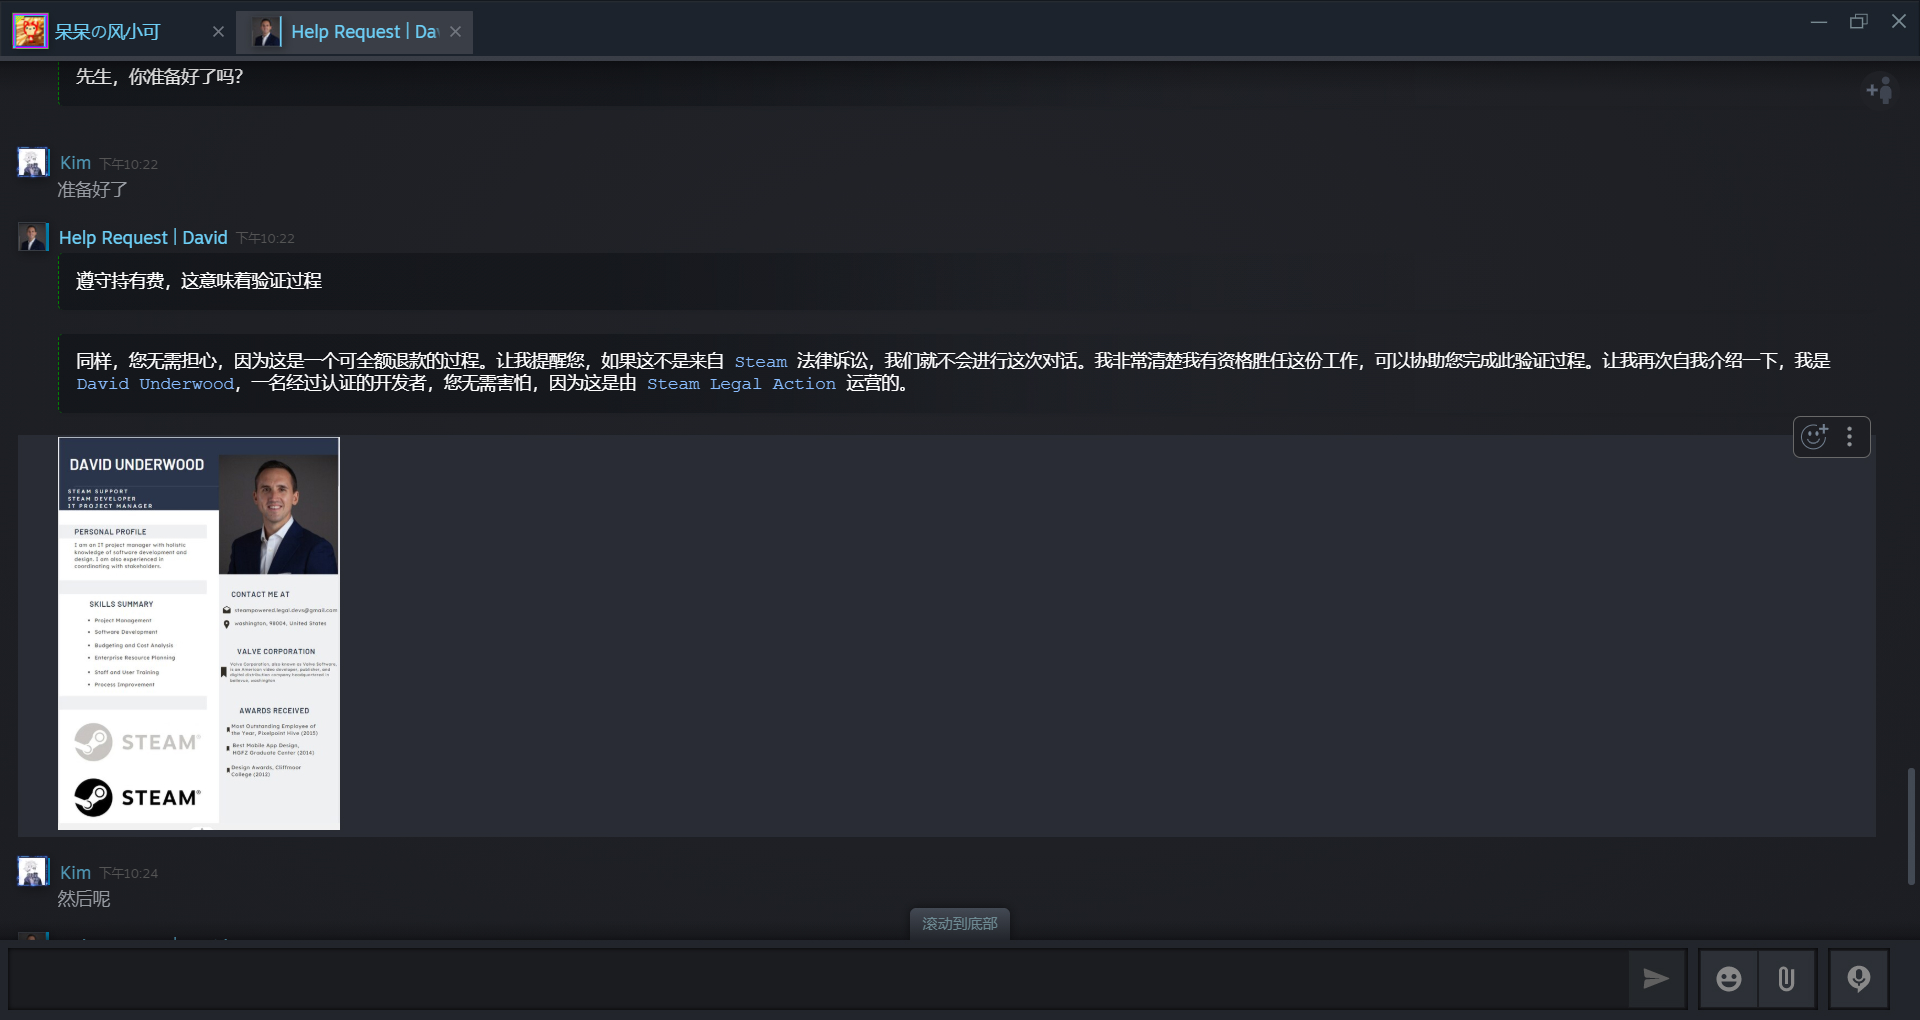 呆呆の风小可
Help Request | Da
先生，你准备好了吗？
Kim 下午10:22
准备好了
Help Request | David 下午10:22
遵守持有费，这意味着验证过程
同样，您无需担心，因为这是一个可全额退款的过程。让我提醒您，如果这不是来自 Steam 法律诉讼，我们就不会进行这次对话。我非常清楚我有资格胜任这份工作，可以协助您完成此验证过程。让我再次自我介绍一下，我是
David Underwood，一名经过认证的开发者，您无需害怕，因为这是由 Steam Legal Action 运营的。
DAVID UNDERWOOD
STEAM SUPPORT
STEAM DEVELOPER
IT PROJECT MANAGER
PERSONAL PROFILE
I am an IT project manager with holistic
knowledge of software development and
design. I am also experienced in
coordinating with stakeholders.
SKILLS SUMMARY
• Project Management
• Software Development
• Budgeting and Cost Analysis
• Enterprise Resource Planning
• Staff and User Training
• Process Improvement
STEAM®
STEAM®
CONTACT ME AT
steampowered.legal.devs@gmail.com
washington, 98004, United States
VALVE CORPORATION
Valve Corporation, also known as Valve Software,
is an American video developer, publisher, and
digital distribution company headquartered in
bellevue, washington
AWARDS RECEIVED
Most Outstanding Employee of
the Year, Pixelpoint Hive (2015)
Best Mobile App Design,
HGFZ Graduate Center (2014)
Design Awards, Cliffmoor
College (2012)
Kim 下午10:24
然后呢
滚动到底部